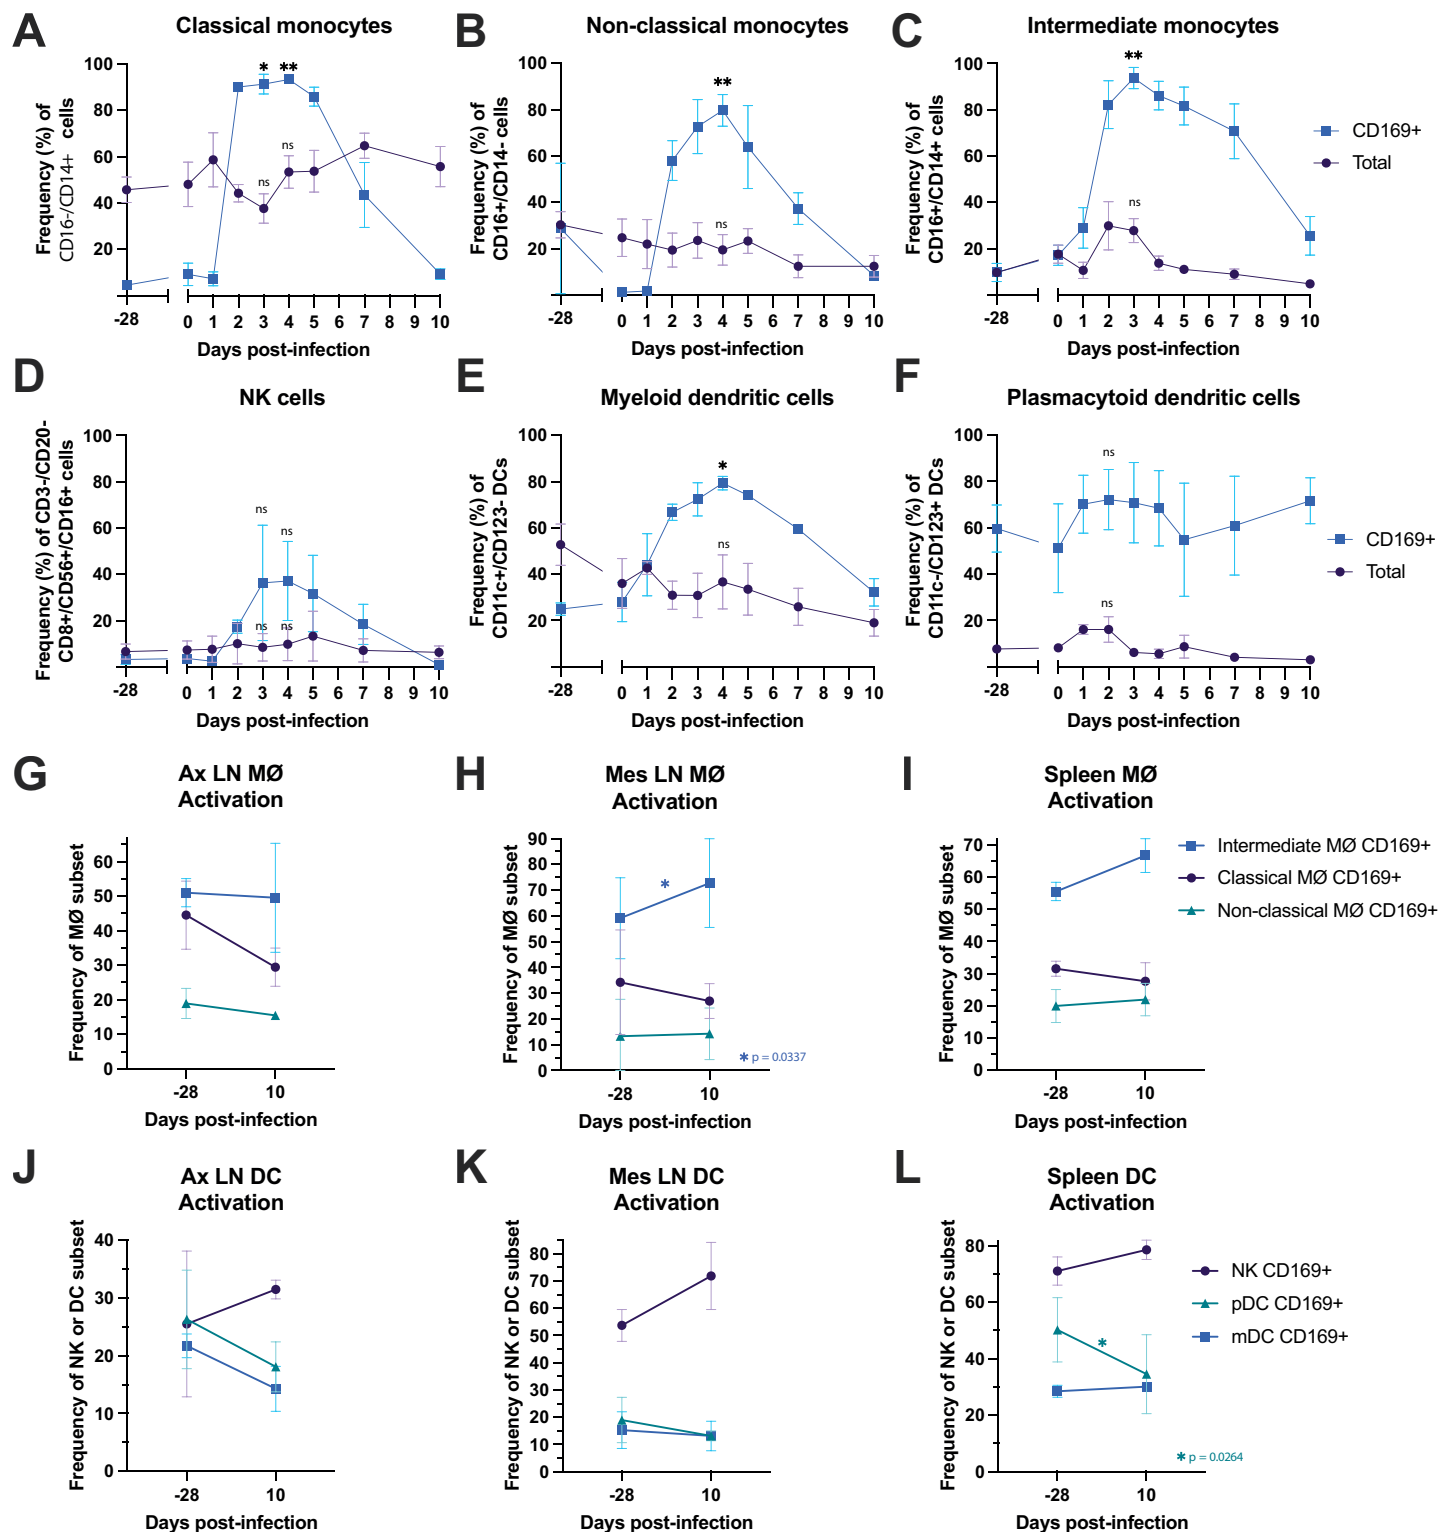 A
Classical monocytes
Frequency (%) of
CD16-/CD14+ cells
100
80
60
40
20
* **
ns
ns
-28
0 1 2 3 4 5 7 8 9 10
Days post-infection
B
Non-classical monocytes
Frequency (%) of
CD16+/CD14- cells
100
80
60
40
20
**
ns
-28
0 1 2 3 4 5 7 8 9 10
Days post-infection
C
Intermediate monocytes
Frequency (%) of
CD16+/CD14+ cells
100
80
60
40
20
**
ns
-28
0 1 2 3 4 5 7 8 9 10
Days post-infection
CD169+
Total
D
NK cells
Frequency (%) of CD3-/CD20-
CD8+/CD56+/CD16+ cells
100
80
60
40
20
ns
ns
ns ns
-28
0 1 2 3 4 5 7 8 9 10
Days post-infection
E
Myeloid dendritic cells
Frequency (%) of
CD11c+/CD123- DCs
100
80
60
40
20
*
ns
-28
0 1 2 3 4 5 7 8 9 10
Days post-infection
F
Plasmacytoid dendritic cells
Frequency (%) of
CD11c-/CD123+ DCs
100
80
60
40
20
ns
ns
-28
0 1 2 3 4 5 7 8 9 10
Days post-infection
CD169+
Total
G
Ax LN MØ
Activation
Frequency of MØ subset
60
50
40
30
20
10
0
-28 10
Days post-infection
H
Mes LN MØ
Activation
Frequency of MØ subset
90
80
70
60
50
40
30
20
10
0
*
* p = 0.0337
-28 10
Days post-infection
I
Spleen MØ
Activation
Frequency of MØ subset
70
60
50
40
30
20
10
0
-28 10
Days post-infection
Intermediate MØ CD169+
Classical MØ CD169+
Non-classical MØ CD169+
J
Ax LN DC
Activation
Frequency of NK or DC subset
40
30
20
10
0
-28 10
Days post-infection
K
Mes LN DC
Activation
Frequency of NK or DC subset
80
70
60
50
40
30
20
10
0
-28 10
Days post-infection
L
Spleen DC
Activation
Frequency of NK or DC subset
80
60
40
20
0
*
* p = 0.0264
-28 10
Days post-infection
NK CD169+
pDC CD169+
mDC CD169+